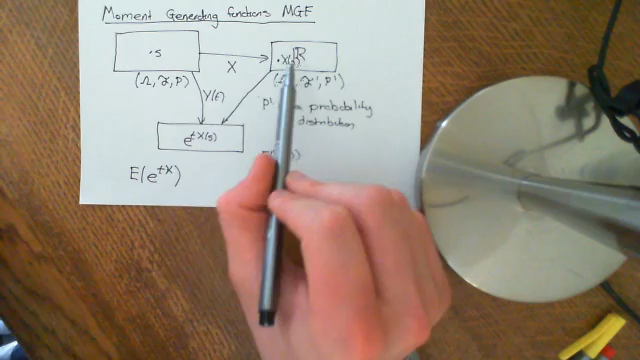 Moment Generating functions MGF
·s
X
·X(s) ℝ
(Ω, ℱ, P)
Y(t)
P' probability
distribution
e^{tX(s)}
E(e^{tX})